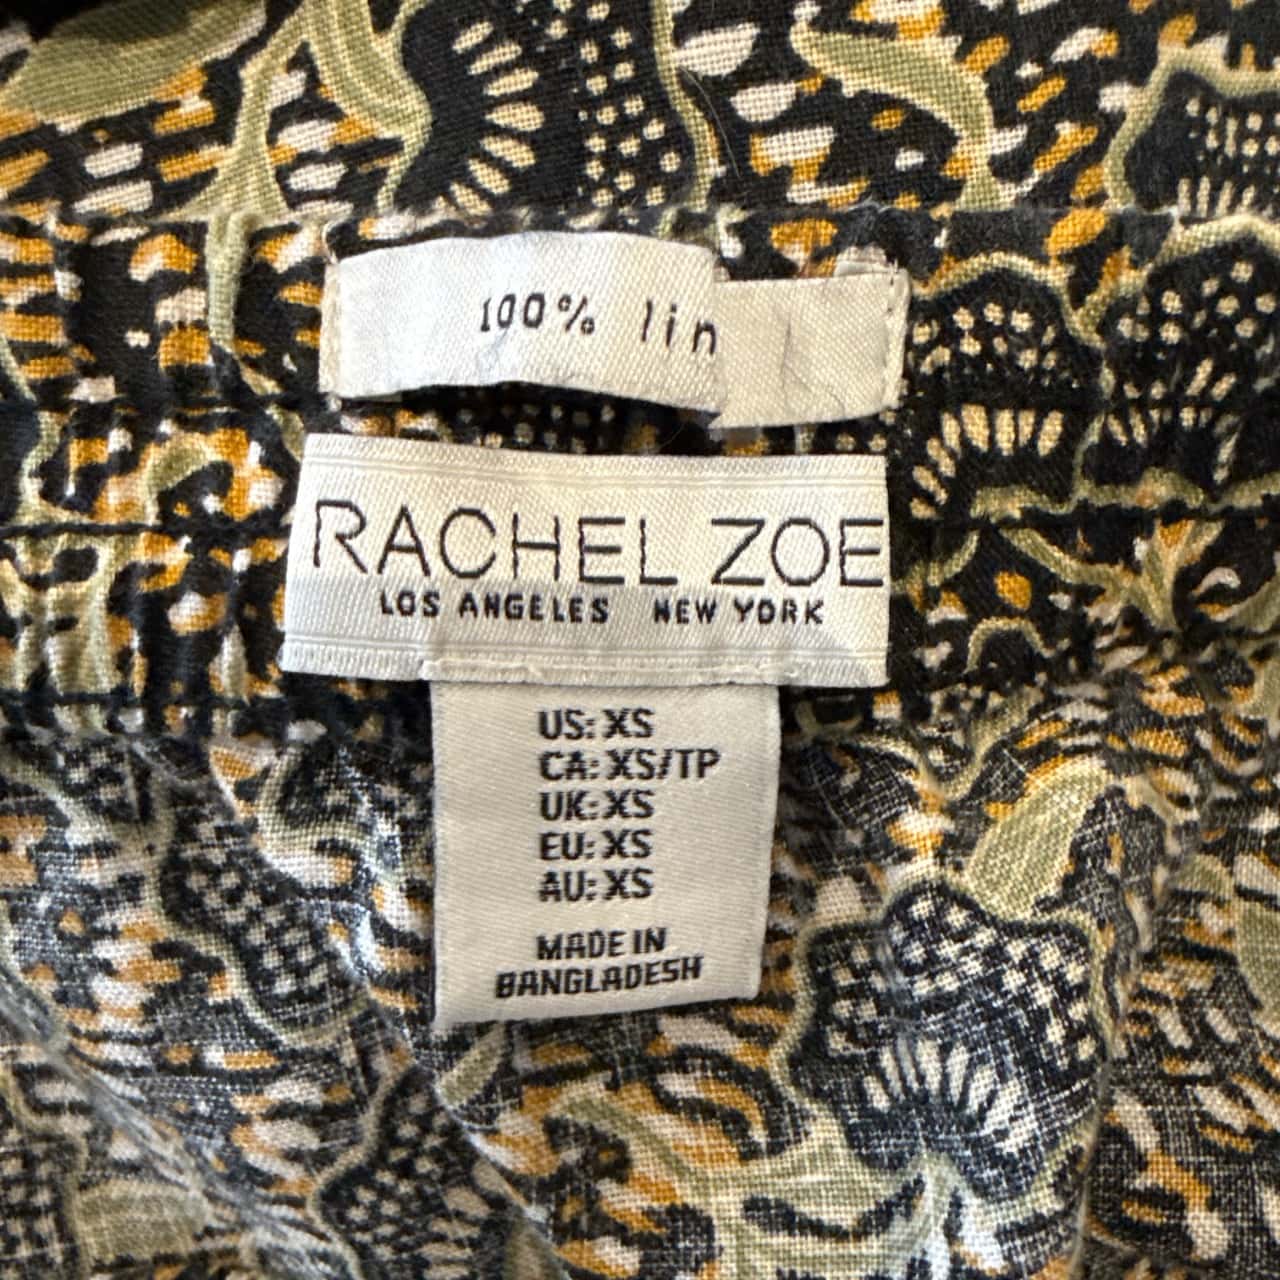 100% lin
RACHEL ZOE
LOS ANGELES NEW YORK
US: XS
CA: XS/TP
UK: XS
EU: XS
AU: XS
MADE IN
BANGLADESH